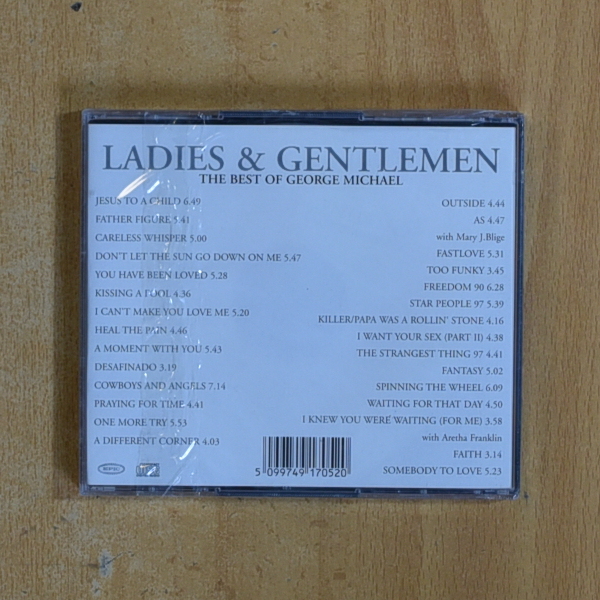 LADIES & GENTLEMEN
THE BEST OF GEORGE MICHAEL
JESUS TO A CHILD 6.49
FATHER FIGURE 5.41
CARELESS WHISPER 5.00
DON'T LET THE SUN GO DOWN ON ME 5.47
YOU HAVE BEEN LOVED 5.28
KISSING A FOOL 4.36
I CAN'T MAKE YOU LOVE ME 5.20
HEAL THE PAIN 4.46
A MOMENT WITH YOU 5.43
DESAFINADO 3.19
COWBOYS AND ANGELS 7.14
PRAYING FOR TIME 4.41
ONE MORE TRY 5.53
A DIFFERENT CORNER 4.03
OUTSIDE 4.44
AS 4.47
with Mary J.Blige
FASTLOVE 5.31
TOO FUNKY 3.45
FREEDOM 90 6.28
STAR PEOPLE 97 5.39
KILLER/PAPA WAS A ROLLIN' STONE 4.16
I WANT YOUR SEX (PART II) 4.38
THE STRANGEST THING 97 4.41
FANTASY 5.02
SPINNING THE WHEEL 6.09
WAITING FOR THAT DAY 4.50
I KNEW YOU WERE WAITING (FOR ME) 3.58
with Aretha Franklin
FAITH 3.14
SOMEBODY TO LOVE 5.23
5 099749 170520